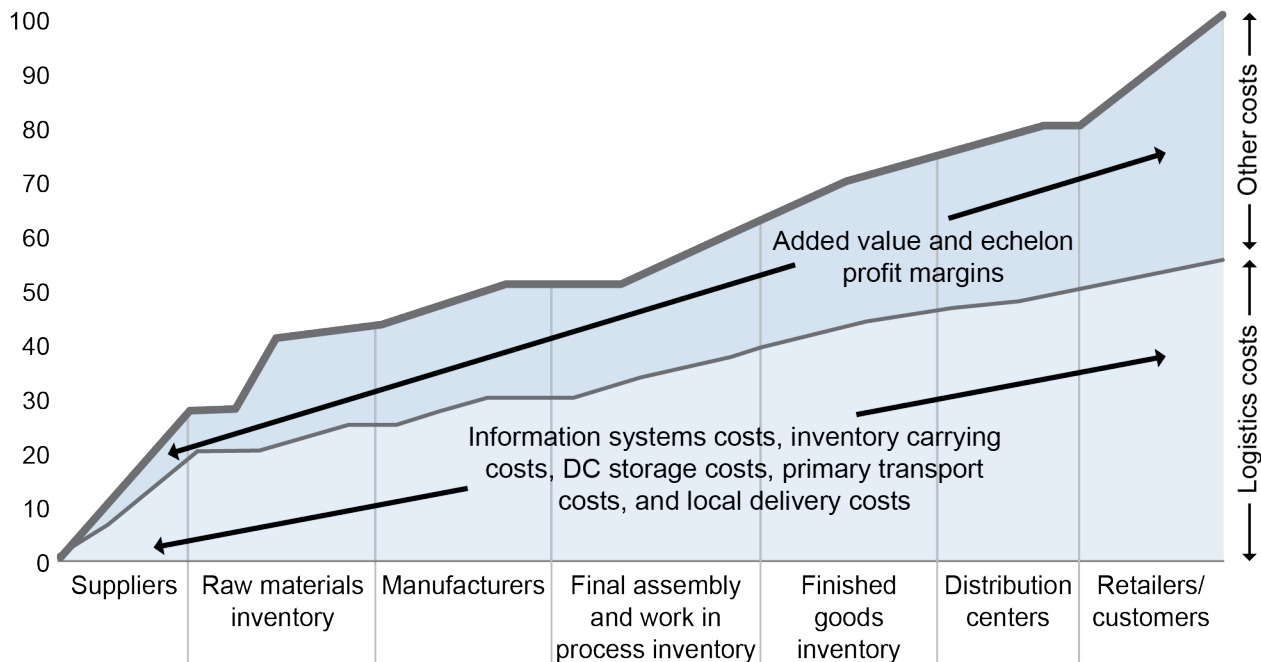 100
90
80
70
60
50
40
30
20
10
0
Added value and echelon
profit margins
Information systems costs, inventory carrying
costs, DC storage costs, primary transport
costs, and local delivery costs
Other costs
Logistics costs
Suppliers
Raw materials
inventory
Manufacturers
Final assembly
and work in
process inventory
Finished
goods
inventory
Distribution
centers
Retailers/
customers